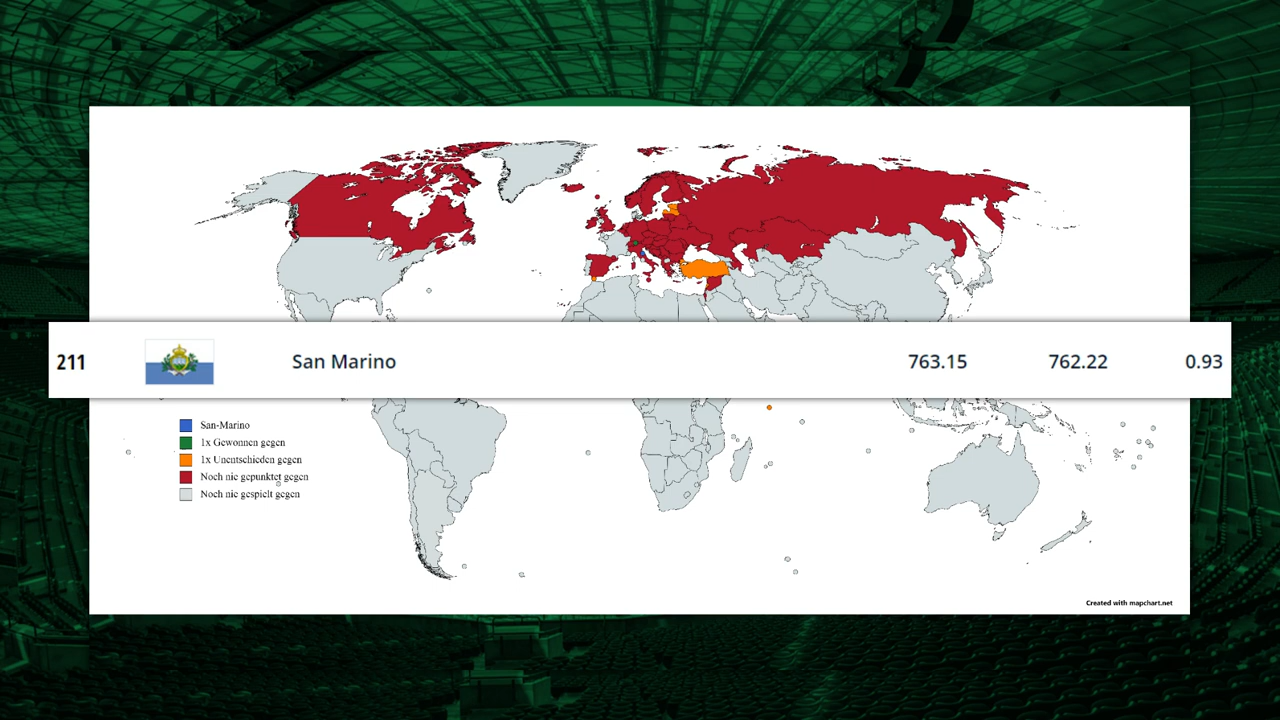 211 San Marino 763.15 762.22 0.93
San-Marino
1x Gewonnen gegen
1x Unentschieden gegen
Noch nie gepunktet gegen
Noch nie gespielt gegen
Created with mapchart.net